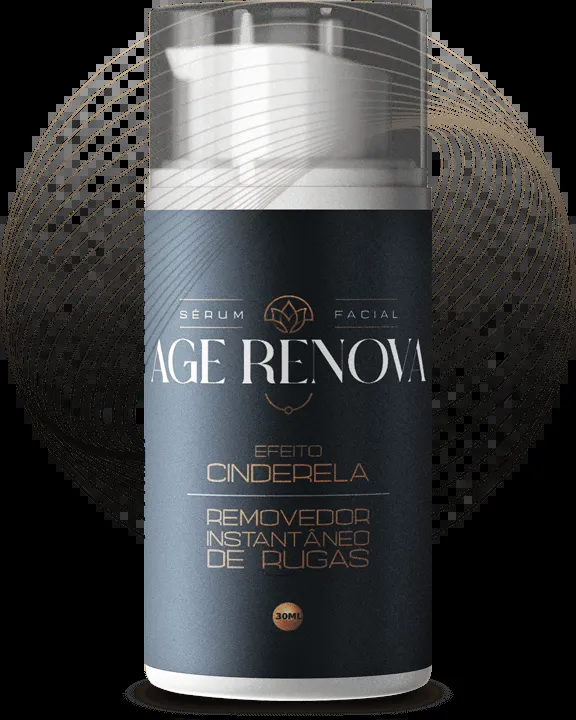 SÉRUM FACIAL
AGE RENOVA
EFEITO
CINDERELA
REMOVEDOR
INSTANTÂNEO
DE RUGAS
30ML